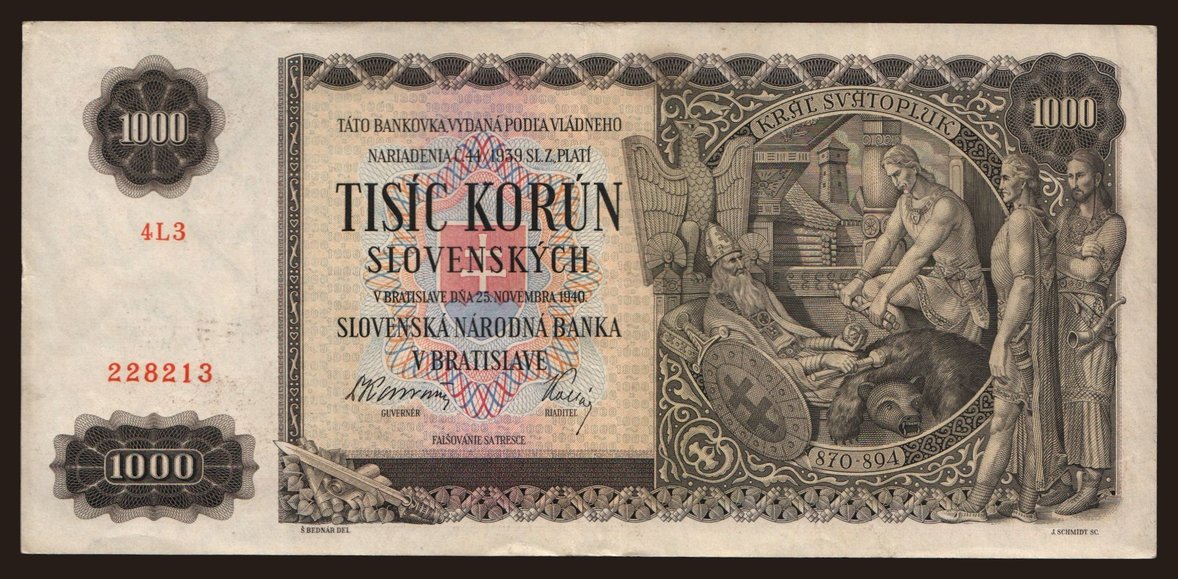 1000
4L3
228213
1000
TÁTO BANKOVKA, VYDANÁ PODĽA VLÁDNEHO
NARIADENIA Č. 44/1939 SL. Z., PLATÍ
TISÍC KORÚN
SLOVENSKÝCH
V BRATISLAVE DŇA 25. NOVEMBRA 1940.
SLOVENSKÁ NÁRODNÁ BANKA
V BRATISLAVE
GUVERNÉR
RIADITEĽ
FALŠOVANIE SA TRESCE
KRÁĽ SVÄTOPLUK
1000
870-894
Š. BEDNÁR DEL.
J. SCHMIDT SC.